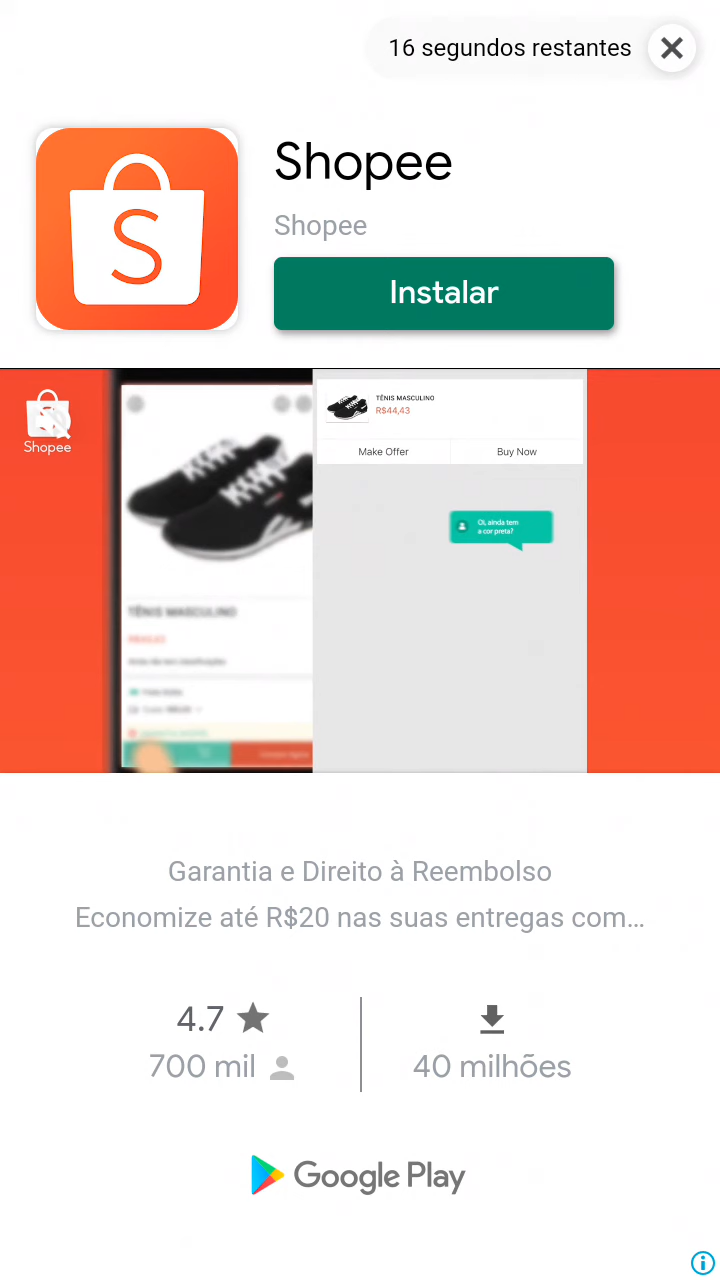 16 segundos restantes
Shopee
Shopee
Instalar
Shopee
TÊNIS MASCULINO
R$44,43
Make Offer
Buy Now
Oi, ainda tem
a cor preta?
TÊNIS MASCULINO
Garantia e Direito à Reembolso
Economize até R$20 nas suas entregas com...
4.7
700 mil
40 milhões
Google Play